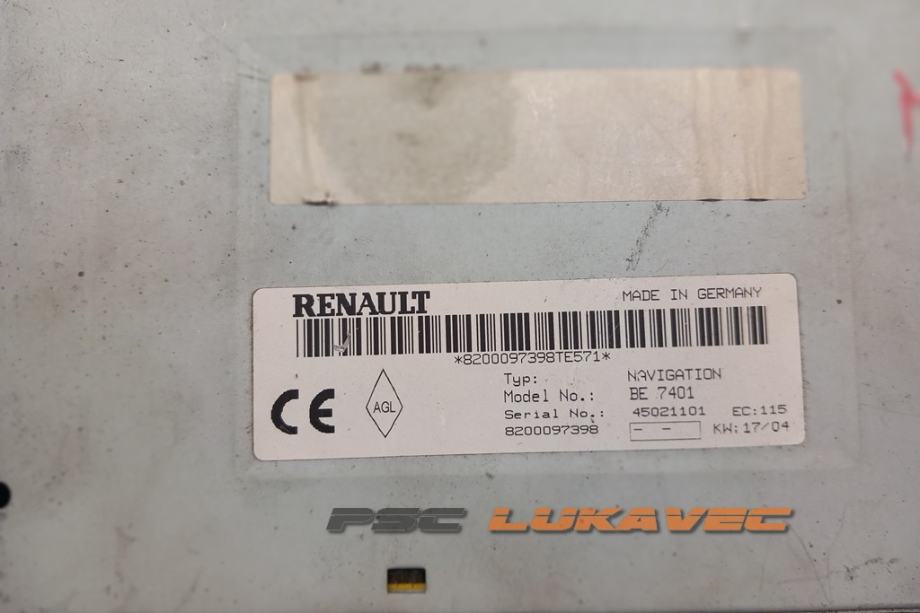 RENAULT
MADE IN GERMANY
*8200097398TE571*
Typ: NAVIGATION
Model No.: BE 7401
Serial No.: 45021101 EC:115
8200097398 - - KW:17/04
CE
AGL
PSC LUKAVEC